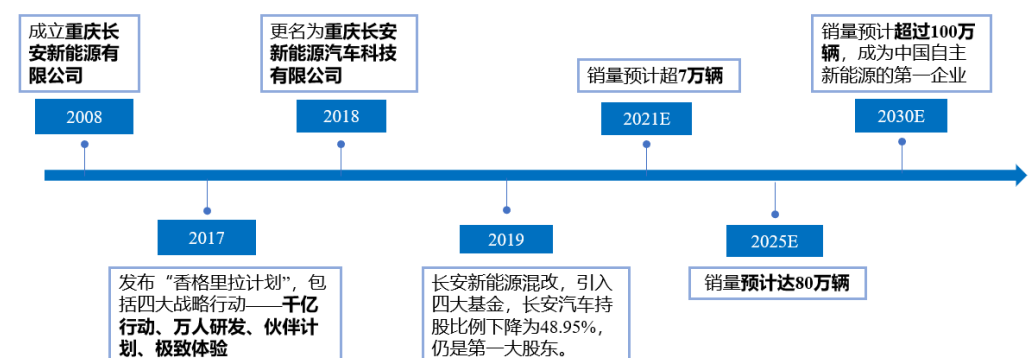 成立重庆长
安新能源有
限公司
2008
更名为重庆长安
新能源汽车科技
有限公司
2018
销量预计超7万辆
2021E
销量预计超过100万
辆，成为中国自主
新能源的第一企业
2030E
2017
发布“香格里拉计划”，包
括四大战略行动——千亿
行动、万人研发、伙伴计
划、极致体验
2019
长安新能源混改，引入
四大基金，长安汽车持
股比例下降为48.95%，
仍是第一大股东。
2025E
销量预计达80万辆